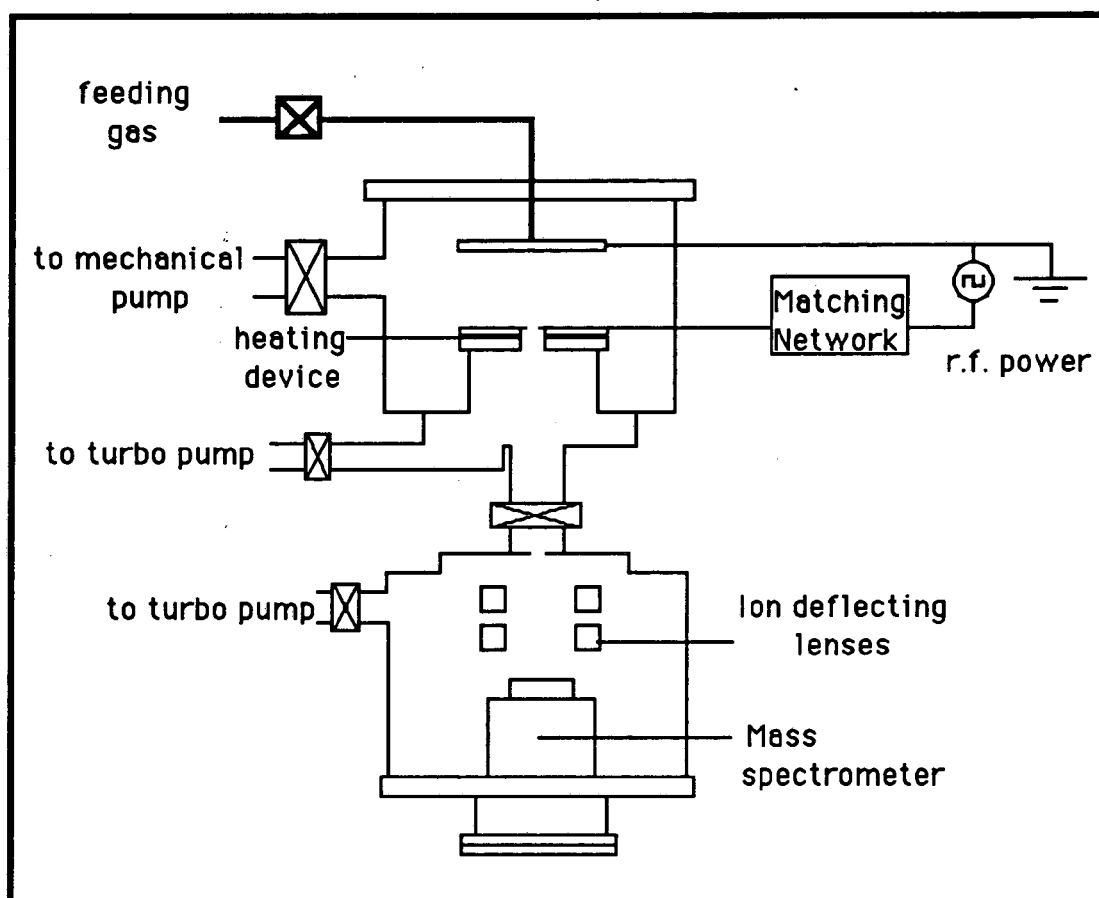 feeding
gas
to mechanical
pump
heating
device
Matching
Network
r.f. power
to turbo pump
to turbo pump
Ion deflecting
lenses
Mass
spectrometer